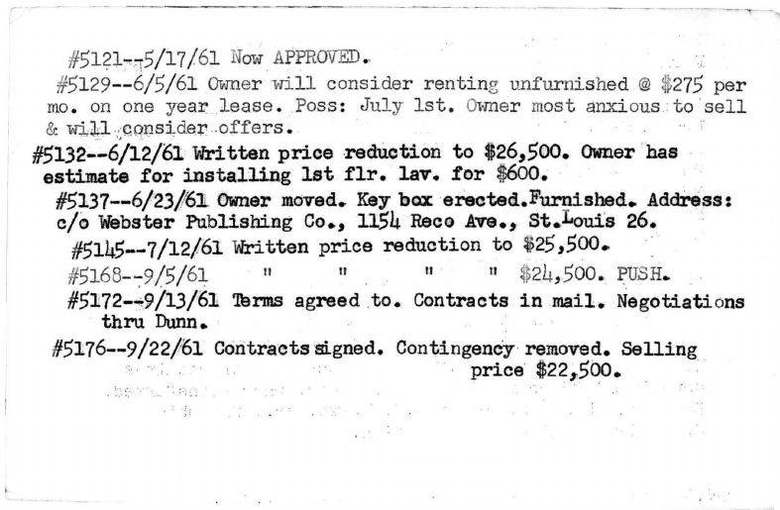 #5121--5/17/61 Now APPROVED.
#5129--6/5/61 Owner will consider renting unfurnished @ $275 per
mo. on one year lease. Poss: July 1st. Owner most anxious to sell
& will consider offers.
#5132--6/12/61 Written price reduction to $26,500. Owner has
estimate for installing 1st flr. lav. for $600.
#5137--6/23/61 Owner moved. Key box erected.Furnished. Address:
c/o Webster Publishing Co., 1154 Reco Ave., St.Louis 26.
#5145--7/12/61 Written price reduction to $25,500.
#5168--9/5/61 " " " " $24,500. PUSH.
#5172--9/13/61 Terms agreed to. Contracts in mail. Negotiations
thru Dunn.
#5176--9/22/61 Contracts signed. Contingency removed. Selling
price $22,500.